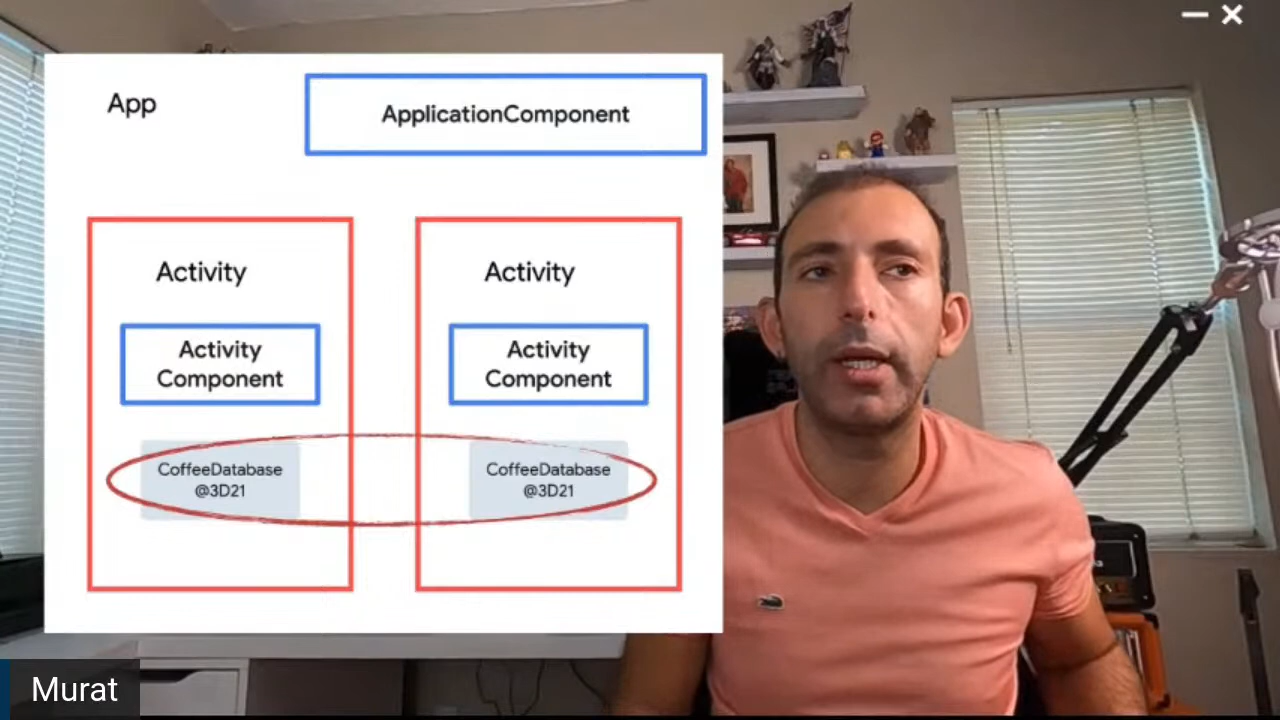 App
ApplicationComponent
Activity
Activity
Component
CoffeeDatabase
@3D21
Activity
Activity
Component
CoffeeDatabase
@3D21
Murat